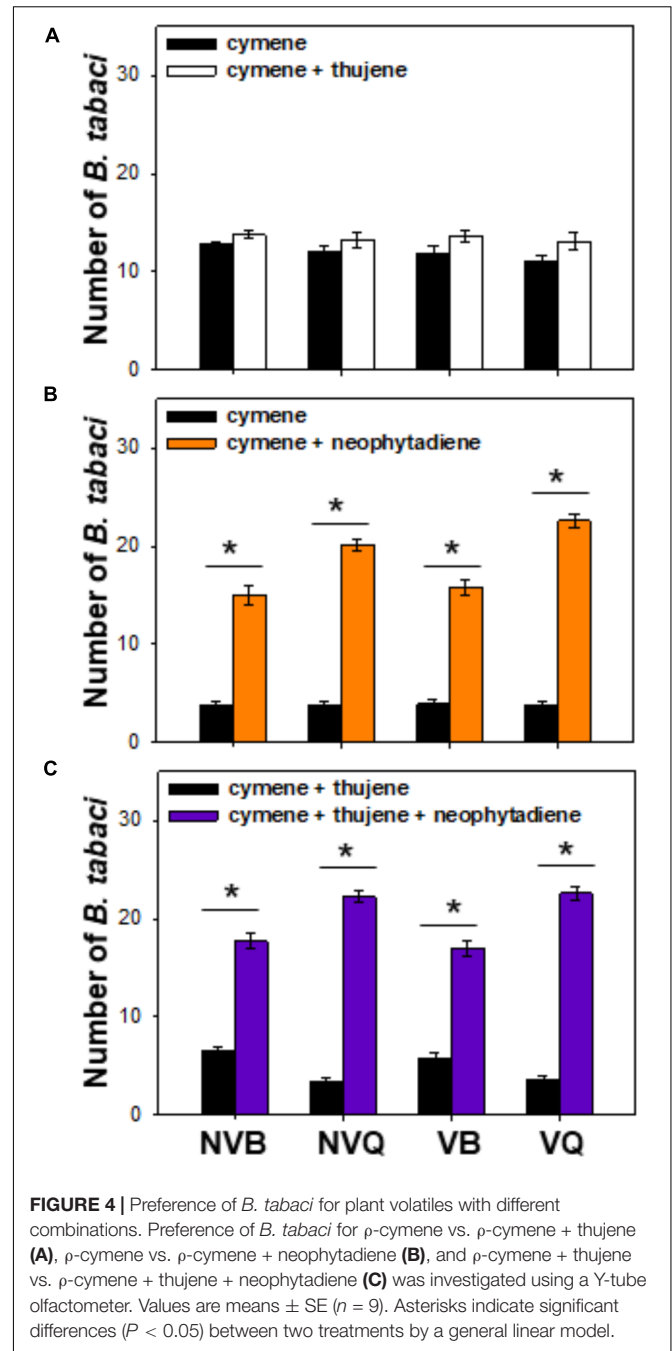 A
cymene
cymene + thujene
Number of B. tabaci
30
20
10
0
B
cymene
cymene + neophytadiene
Number of B. tabaci
30
20
10
0
* * * *
C
cymene + thujene
cymene + thujene + neophytadiene
Number of B. tabaci
30
20
10
0
* * * *
NVB NVQ VB VQ
FIGURE 4 | Preference of B. tabaci for plant volatiles with different
combinations. Preference of B. tabaci for ρ-cymene vs. ρ-cymene + thujene
(A), ρ-cymene vs. ρ-cymene + neophytadiene (B), and ρ-cymene + thujene
vs. ρ-cymene + thujene + neophytadiene (C) was investigated using a Y-tube
olfactometer. Values are means ± SE (n = 9). Asterisks indicate significant
differences (P < 0.05) between two treatments by a general linear model.